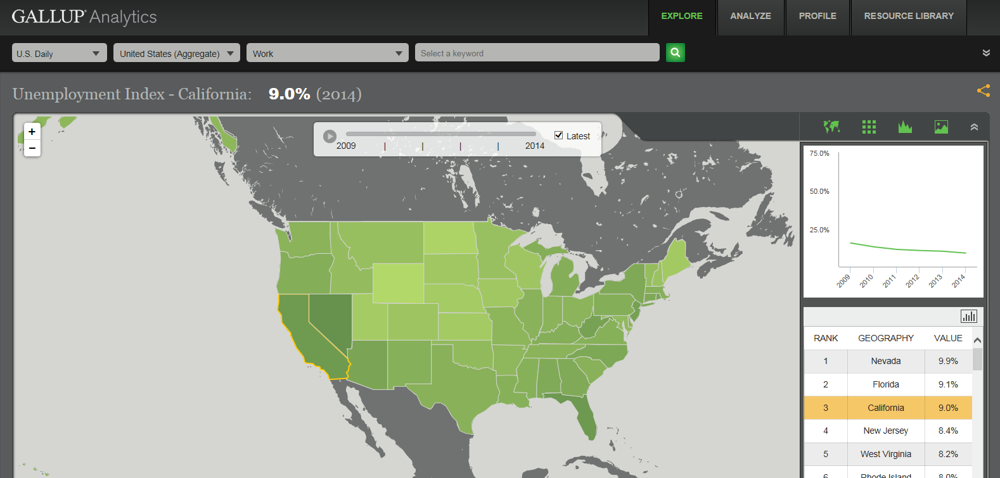 GALLUP® Analytics
EXPLORE
ANALYZE
PROFILE
RESOURCE LIBRARY
U.S. Daily
United States (Aggregate)
Work
Select a keyword
Unemployment Index - California: 9.0% (2014)
+
−
2009 | | | | 2014
Latest
75.0%
50.0%
25.0%
2009 2010 2011 2012 2013 2014
RANK GEOGRAPHY VALUE
1 Nevada 9.9%
2 Florida 9.1%
3 California 9.0%
4 New Jersey 8.4%
5 West Virginia 8.2%
6 Rhode Island 8.0%